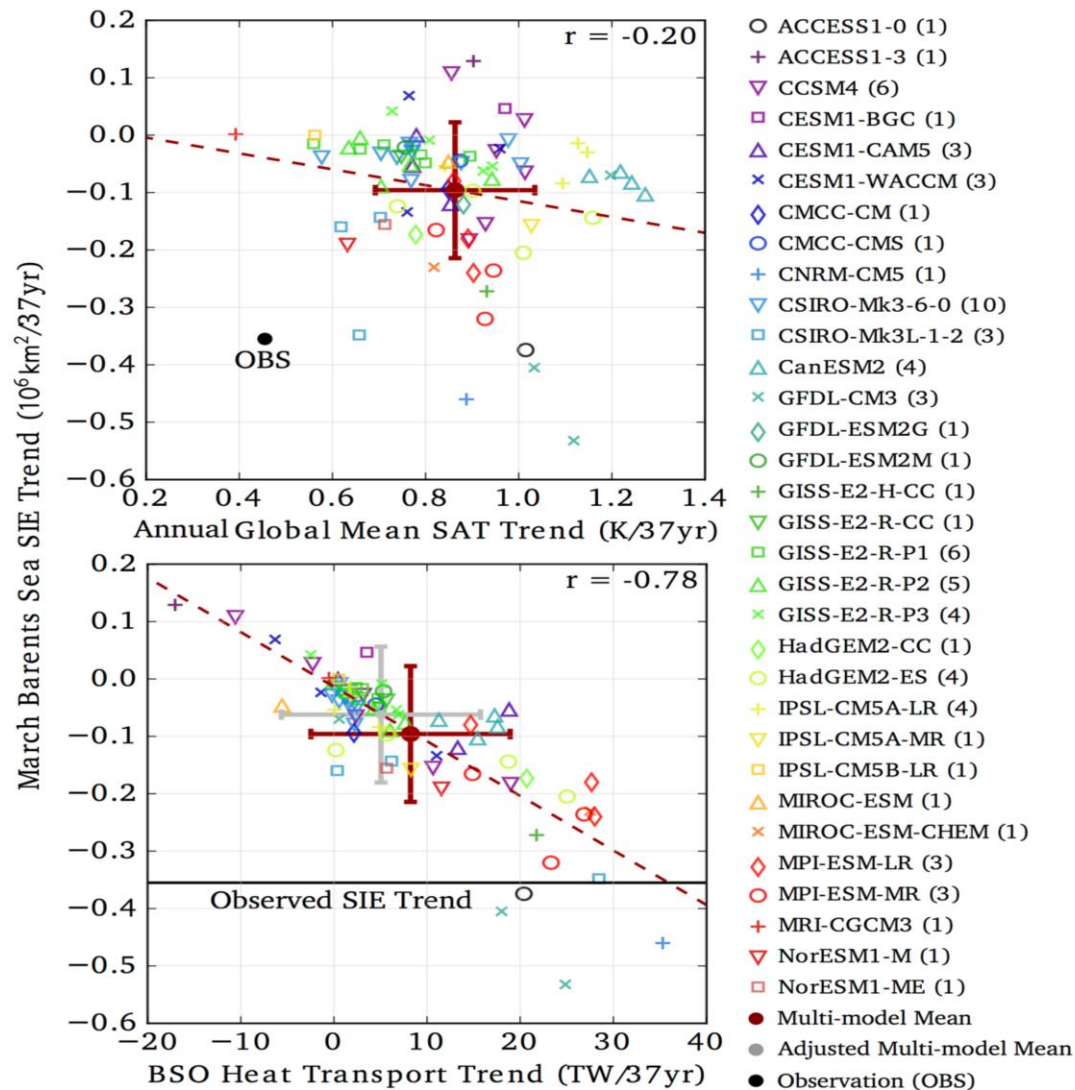 0.2
r = -0.20
0.1
0.0
−0.1
−0.2
−0.3
OBS
−0.4
−0.5
−0.6
0.2 0.4 0.6 0.8 1.0 1.2 1.4
Annual Global Mean SAT Trend (K/37yr)
March Barents Sea SIE Trend (10⁶km²/37yr)
0.2
r = -0.78
0.1
0.0
−0.1
−0.2
−0.3
Observed SIE Trend
−0.4
−0.5
−0.6
−20 −10 0 10 20 30 40
BSO Heat Transport Trend (TW/37yr)
ACCESS1-0 (1)
ACCESS1-3 (1)
CCSM4 (6)
CESM1-BGC (1)
CESM1-CAM5 (3)
CESM1-WACCM (3)
CMCC-CM (1)
CMCC-CMS (1)
CNRM-CM5 (1)
CSIRO-Mk3-6-0 (10)
CSIRO-Mk3L-1-2 (3)
CanESM2 (4)
GFDL-CM3 (3)
GFDL-ESM2G (1)
GFDL-ESM2M (1)
GISS-E2-H-CC (1)
GISS-E2-R-CC (1)
GISS-E2-R-P1 (6)
GISS-E2-R-P2 (5)
GISS-E2-R-P3 (4)
HadGEM2-CC (1)
HadGEM2-ES (4)
IPSL-CM5A-LR (4)
IPSL-CM5A-MR (1)
IPSL-CM5B-LR (1)
MIROC-ESM (1)
MIROC-ESM-CHEM (1)
MPI-ESM-LR (3)
MPI-ESM-MR (3)
MRI-CGCM3 (1)
NorESM1-M (1)
NorESM1-ME (1)
Multi-model Mean
Adjusted Multi-model Mean
Observation (OBS)